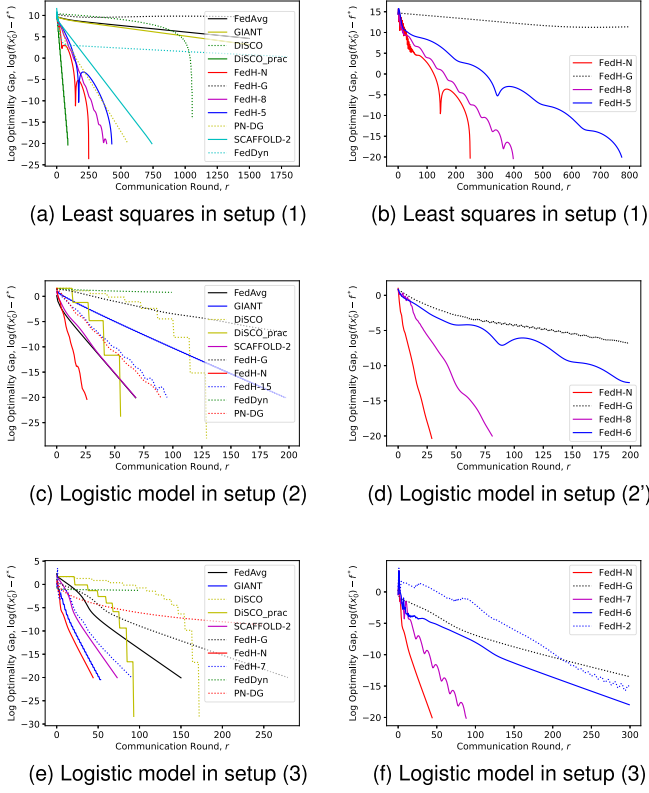 Log Optimality Gap, log(f(x₀ʳ) − f*)
10
5
0
−5
−10
−15
−20
−25
0
250
500
750
1000
1250
1500
1750
Communication Round, r
FedAvg
GIANT
DiSCO
DiSCO_prac
FedH-N
FedH-G
FedH-8
FedH-5
PN-DG
SCAFFOLD-2
FedDyn
(a) Least squares in setup (1)
Log Optimality Gap, log(f(x₀ʳ) − f*)
15
10
5
0
−5
−10
−15
−20
0
100
200
300
400
500
600
700
800
Communication Round, r
FedH-N
FedH-G
FedH-8
FedH-5
(b) Least squares in setup (1)
Log Optimality Gap, log(f(x₀ʳ) − f*)
0
−5
−10
−15
−20
−25
0
25
50
75
100
125
150
175
200
Communication Round, r
FedAvg
GIANT
DiSCO
DiSCO_prac
SCAFFOLD-2
FedH-G
FedH-N
FedH-15
FedDyn
PN-DG
(c) Logistic model in setup (2)
Log Optimality Gap, log(f(x₀ʳ) − f*)
0
−5
−10
−15
−20
0
25
50
75
100
125
150
175
200
Communication Round, r
FedH-N
FedH-G
FedH-8
FedH-6
(d) Logistic model in setup (2')
Log Optimality Gap, log(f(x₀ʳ) − f*)
5
0
−5
−10
−15
−20
−25
−30
0
50
100
150
200
250
Communication Round, r
FedAvg
GIANT
DiSCO
DiSCO_prac
SCAFFOLD-2
FedH-G
FedH-N
FedH-7
FedDyn
PN-DG
(e) Logistic model in setup (3)
Log Optimality Gap, log(f(x₀ʳ) − f*)
5
0
−5
−10
−15
−20
0
50
100
150
200
250
300
Communication Round, r
FedH-N
FedH-G
FedH-7
FedH-6
FedH-2
(f) Logistic model in setup (3)